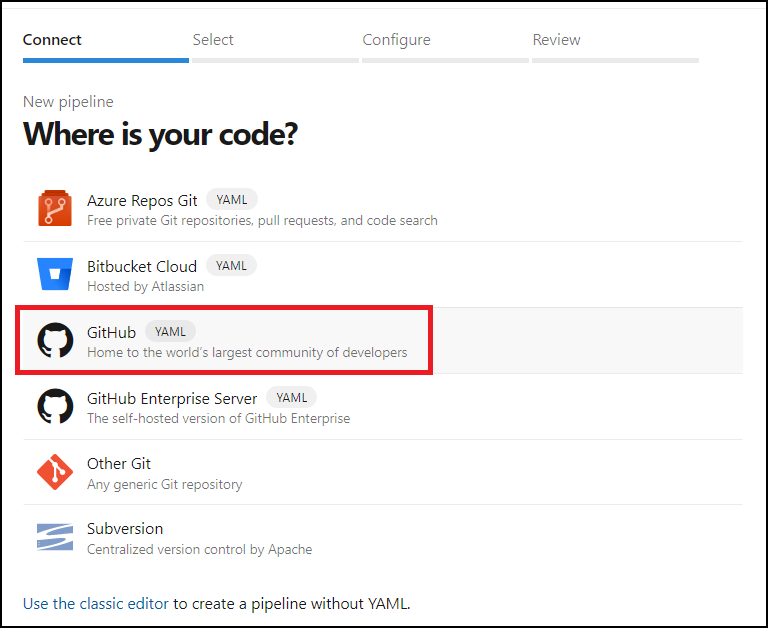 Connect Select Configure Review
New pipeline
Where is your code?
Azure Repos Git YAML
Free private Git repositories, pull requests, and code search
Bitbucket Cloud YAML
Hosted by Atlassian
GitHub YAML
Home to the world's largest community of developers
GitHub Enterprise Server YAML
The self-hosted version of GitHub Enterprise
Other Git
Any generic Git repository
Subversion
Centralized version control by Apache
Use the classic editor to create a pipeline without YAML.